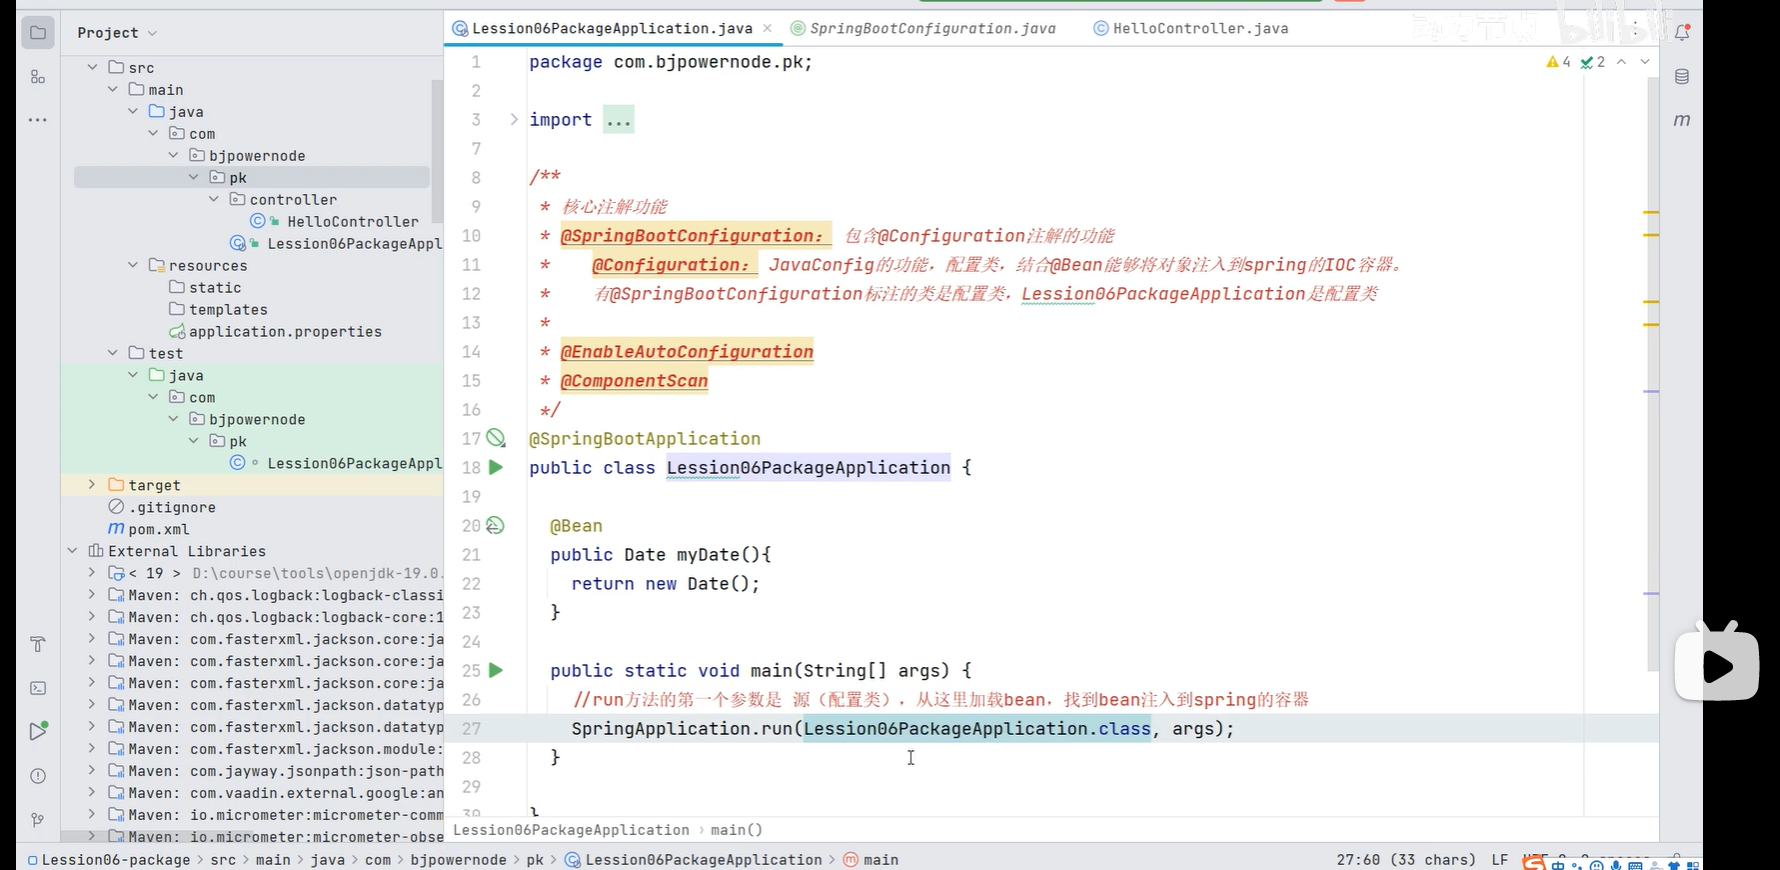 Project
Lession06PackageApplication.java
SpringBootConfiguration.java
HelloController.java
bilibili
src
main
java
com
bjpowernode
pk
controller
HelloController
Lession06PackageAppl
resources
static
templates
application.properties
test
java
com
bjpowernode
pk
Lession06PackageAppl
target
.gitignore
pom.xml
External Libraries
< 19 > D:\course\tools\openjdk-19.0.
Maven: ch.qos.logback:logback-classi
Maven: ch.qos.logback:logback-core:1
Maven: com.fasterxml.jackson.core:ja
Maven: com.fasterxml.jackson.core:ja
Maven: com.fasterxml.jackson.core:ja
Maven: com.fasterxml.jackson.datatyp
Maven: com.fasterxml.jackson.datatyp
Maven: com.fasterxml.jackson.module:
Maven: com.jayway.jsonpath:json-path
Maven: com.vaadin.external.google:an
Maven: io.micrometer:micrometer-comm
Maven: io.micrometer:micrometer-obse
4 2
1 package com.bjpowernode.pk;
2
3 import ...
7
8 /**
9 * 核心注解功能
10 * @SpringBootConfiguration: 包含@Configuration注解的功能
11 * @Configuration: JavaConfig的功能，配置类，结合@Bean能够将对象注入到spring的IOC容器。
12 * 有@SpringBootConfiguration标注的类是配置类，Lession06PackageApplication是配置类
13 *
14 * @EnableAutoConfiguration
15 * @ComponentScan
16 */
17 @SpringBootApplication
18 public class Lession06PackageApplication {
19
20 @Bean
21 public Date myDate(){
22 return new Date();
23 }
24
25 public static void main(String[] args) {
26 //run方法的第一个参数是 源（配置类），从这里加载bean，找到bean注入到spring的容器
27 SpringApplication.run(Lession06PackageApplication.class, args);
28 }
29
30 }
Lession06PackageApplication › main()
Lession06-package › src › main › java › com › bjpowernode › pk › Lession06PackageApplication › main
27:60 (33 chars) LF
中
m